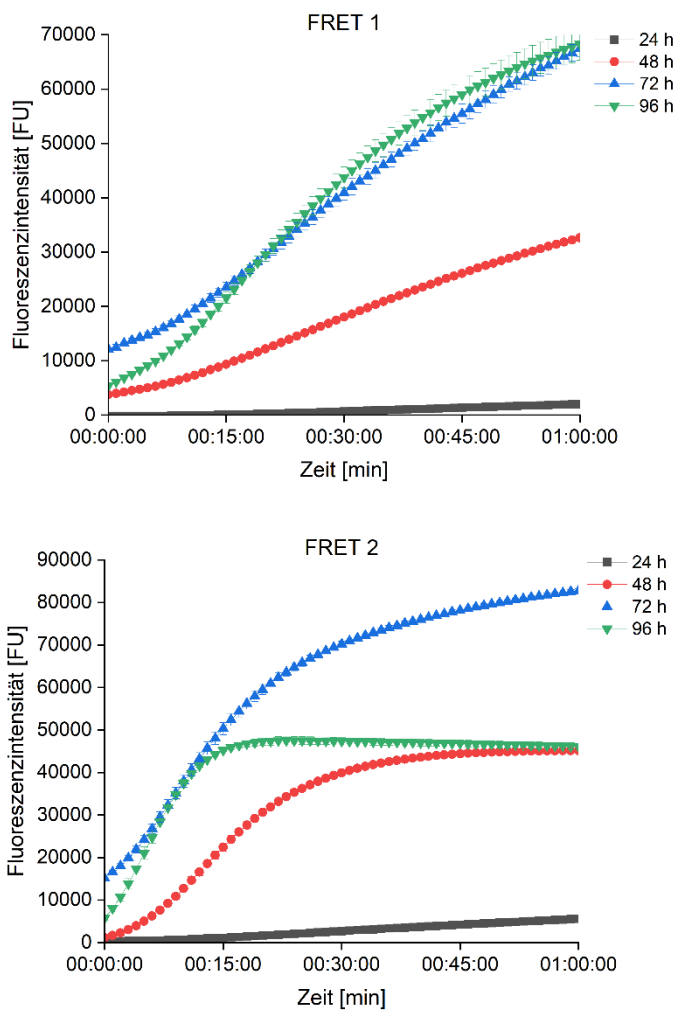 FRET 1
24 h
48 h
72 h
96 h
Fluoreszenzintensität [FU]
70000
60000
50000
40000
30000
20000
10000
0
00:00:00 00:15:00 00:30:00 00:45:00 01:00:00
Zeit [min]
FRET 2
24 h
48 h
72 h
96 h
Fluoreszenzintensität [FU]
90000
80000
70000
60000
50000
40000
30000
20000
10000
0
00:00:00 00:15:00 00:30:00 00:45:00 01:00:00
Zeit [min]